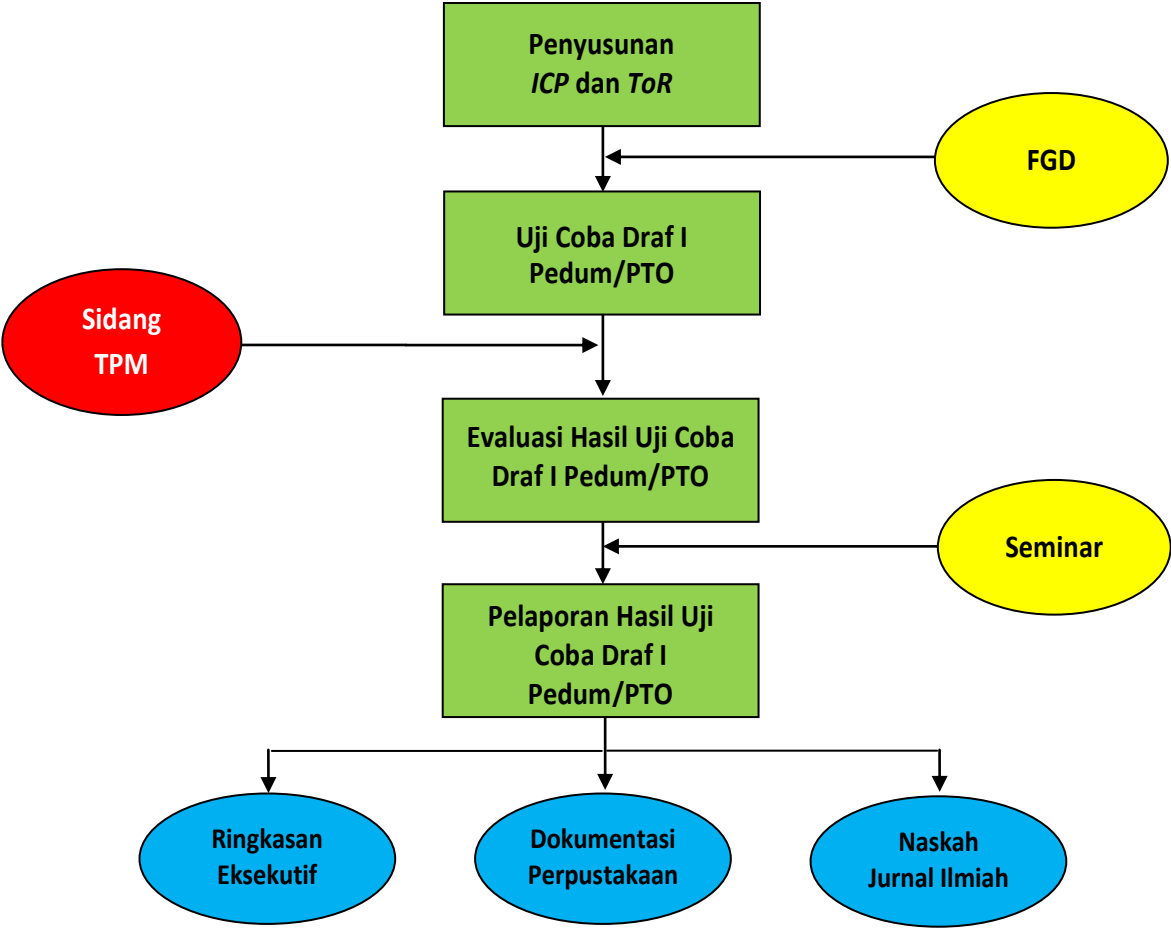 Penyusunan
ICP dan ToR
FGD
Uji Coba Draf I
Pedum/PTO
Sidang
TPM
Evaluasi Hasil Uji Coba
Draf I Pedum/PTO
Seminar
Pelaporan Hasil Uji
Coba Draf I
Pedum/PTO
Ringkasan
Eksekutif
Dokumentasi
Perpustakaan
Naskah
Jurnal Ilmiah